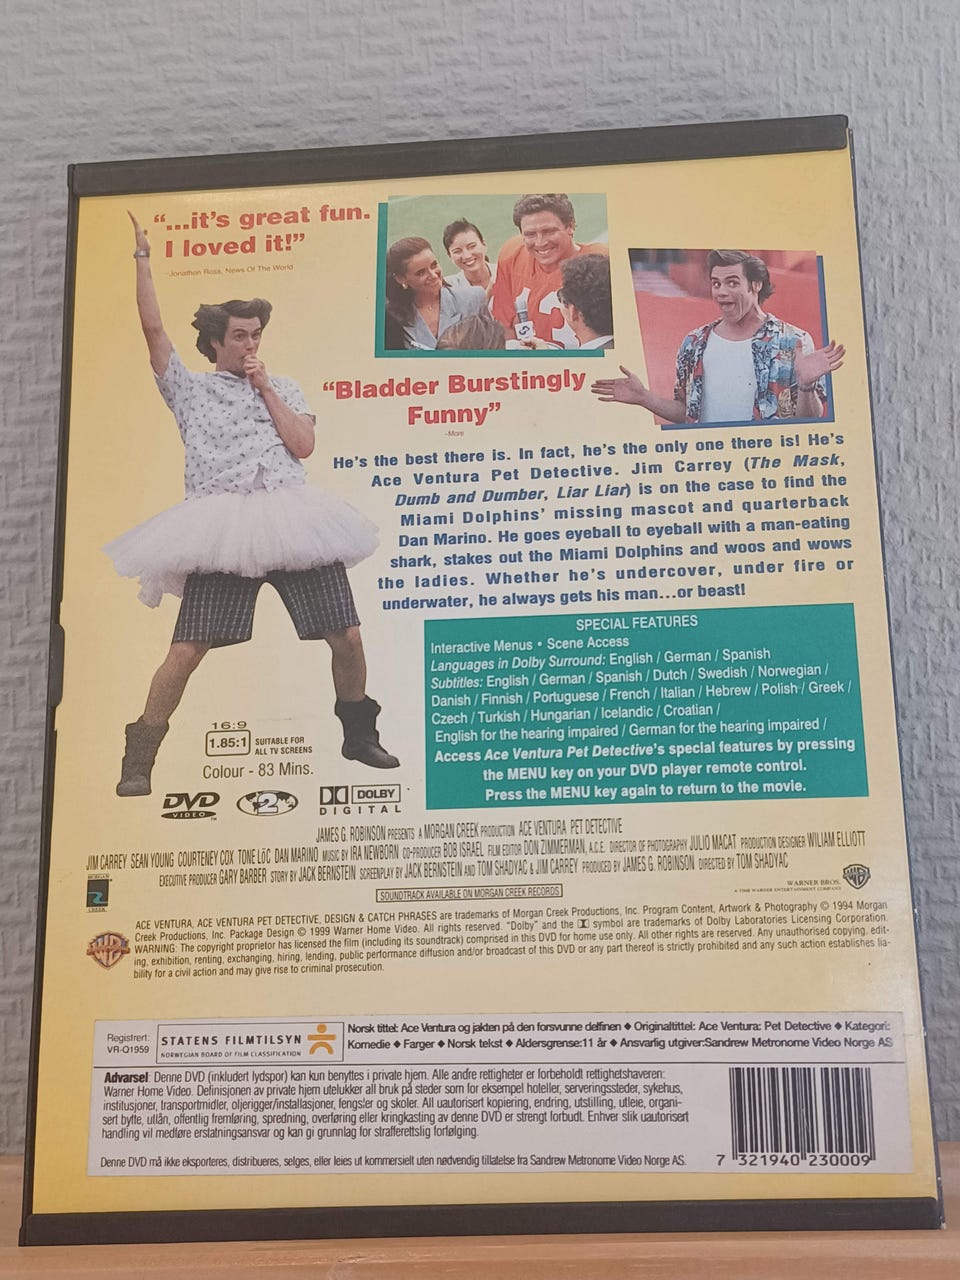 "...it's great fun.
I loved it!"
-Jonathon Ross, News Of The World
13
"Bladder Burstingly
Funny"
-More
He's the best there is. In fact, he's the only one there is! He's
Ace Ventura Pet Detective. Jim Carrey (The Mask,
Dumb and Dumber, Liar Liar) is on the case to find the
Miami Dolphins' missing mascot and quarterback
Dan Marino. He goes eyeball to eyeball with a man-eating
shark, stakes out the Miami Dolphins and woos and wows
the ladies. Whether he's undercover, under fire or
underwater, he always gets his man...or beast!
SPECIAL FEATURES
Interactive Menus • Scene Access
Languages in Dolby Surround: English / German / Spanish
Subtitles: English / German / Spanish / Dutch / Swedish / Norwegian /
Danish / Finnish / Portuguese / French / Italian / Hebrew / Polish / Greek /
Czech / Turkish / Hungarian / Icelandic / Croatian /
English for the hearing impaired / German for the hearing impaired /
Access Ace Ventura Pet Detective's special features by pressing
the MENU key on your DVD player remote control.
Press the MENU key again to return to the movie.
16:9
1.85:1 SUITABLE FOR
ALL TV SCREENS
Colour - 83 Mins.
DVD VIDEO TM 2 DOLBY DIGITAL
JAMES G. ROBINSON PRESENTS A MORGAN CREEK PRODUCTION ACE VENTURA PET DETECTIVE
JIM CARREY SEAN YOUNG COURTENEY COX TONE LŌC DAN MARINO MUSIC BY IRA NEWBORN CO-PRODUCER BOB ISRAEL FILM EDITOR DON ZIMMERMAN, A.C.E. DIRECTOR OF PHOTOGRAPHY JULIO MACAT PRODUCTION DESIGNER WILLIAM ELLIOTT
EXECUTIVE PRODUCER GARY BARBER STORY BY JACK BERNSTEIN SCREENPLAY BY JACK BERNSTEIN AND TOM SHADYAC & JIM CARREY PRODUCED BY JAMES G. ROBINSON DIRECTED BY TOM SHADYAC
MORGAN CREEK
SOUNDTRACK AVAILABLE ON MORGAN CREEK RECORDS
WARNER BROS.
A TIME WARNER ENTERTAINMENT COMPANY
ACE VENTURA, ACE VENTURA PET DETECTIVE, DESIGN & CATCH PHRASES are trademarks of Morgan Creek Productions, Inc. Program Content, Artwork & Photography © 1994 Morgan
Creek Productions, Inc. Package Design © 1999 Warner Home Video. All rights reserved. "Dolby" and the symbol are trademarks of Dolby Laboratories Licensing Corporation.
WARNING: The copyright proprietor has licensed the film (including its soundtrack) comprised in this DVD for home use only. All other rights are reserved. Any unauthorised copying, edit-
ing, exhibition, renting, exchanging, hiring, lending, public performance diffusion and/or broadcast of this DVD or any part thereof is strictly prohibited and any such action establishes lia-
bility for a civil action and may give rise to criminal prosecution.
Registrert:
VR-Q1959
STATENS FILMTILSYN
NORWEGIAN BOARD OF FILM CLASSIFICATION
Norsk tittel: Ace Ventura og jakten på den forsvunne delfinen ◆ Originaltittel: Ace Ventura: Pet Detective ◆ Kategori:
Komedie ◆ Farger ◆ Norsk tekst ◆ Aldersgrense:11 år ◆ Ansvarlig utgiver:Sandrew Metronome Video Norge AS
Advarsel: Denne DVD (inkludert lydspor) kan kun benyttes i private hjem. Alle andre rettigheter er forbeholdt rettighetshaveren:
Warner Home Video. Definisjonen av private hjem utelukker all bruk på steder som for eksempel hoteller, serveringssteder, sykehus,
institusjoner, transportmidler, oljerigger/installasjoner, fengsler og skoler. All uautorisert kopiering, endring, utstilling, utleie, organi-
sert bytte, utlån, offentlig fremføring, spredning, overføring eller kringkasting av denne DVD er strengt forbudt. Enhver slik uautorisert
handling vil medføre erstatningsansvar og kan gi grunnlag for strafferettslig forfølging.
Denne DVD må ikke eksporteres, distribueres, selges, eller leies ut kommersielt uten nødvendig tillatelse fra Sandrew Metronome Video Norge AS.
7 321940 230009